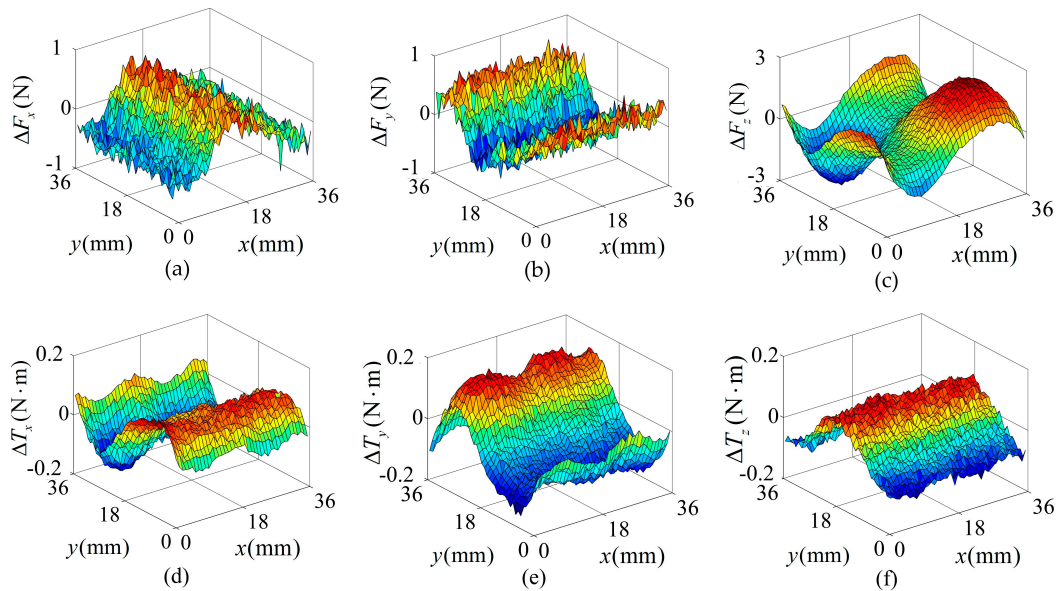 1
0
-1
36
18
0 0
18
36
ΔFx (N)
y(mm)
x(mm)
(a)
1
0
-1
36
18
0 0
18
36
ΔFy (N)
y(mm)
x(mm)
(b)
3
0
-3
36
18
0 0
18
36
ΔFz (N)
y(mm)
x(mm)
(c)
0.2
0
-0.2
36
18
0 0
18
36
ΔTx (N·m)
y(mm)
x(mm)
(d)
0.2
0
-0.2
36
18
0 0
18
36
ΔTy (N·m)
y(mm)
x(mm)
(e)
0.2
0
-0.2
36
18
0 0
18
36
ΔTz (N·m)
y(mm)
x(mm)
(f)